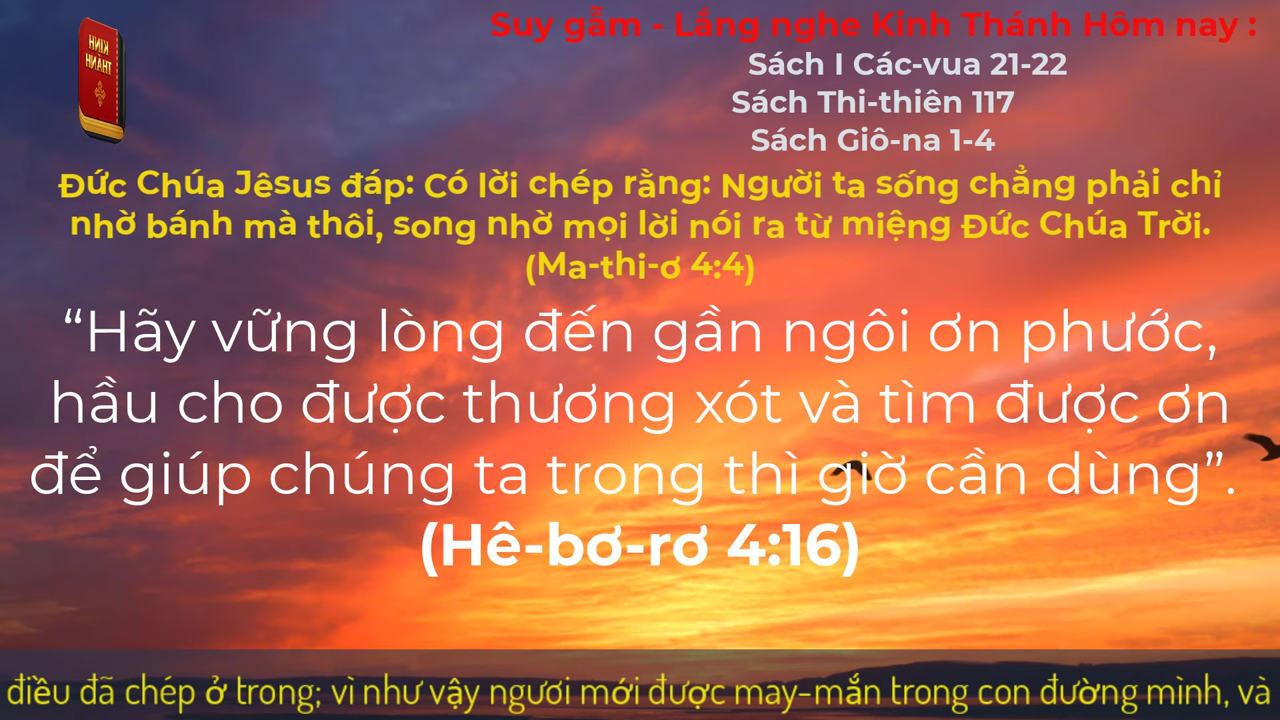 Suy gẫm - Lắng nghe Kinh Thánh Hôm nay :
KINH
THÁNH
Sách I Các-vua 21-22
Sách Thi-thiên 117
Sách Giô-na 1-4
Đức Chúa Jêsus đáp: Có lời chép rằng: Người ta sống chẳng phải chỉ
nhờ bánh mà thôi, song nhờ mọi lời nói ra từ miệng Đức Chúa Trời.
(Ma-thi-ơ 4:4)
“Hãy vững lòng đến gần ngôi ơn phước,
hầu cho được thương xót và tìm được ơn
để giúp chúng ta trong thì giờ cần dùng”.
(Hê-bơ-rơ 4:16)
điều đã chép ở trong; vì như vậy ngươi mới được may-mắn trong con đường mình, và